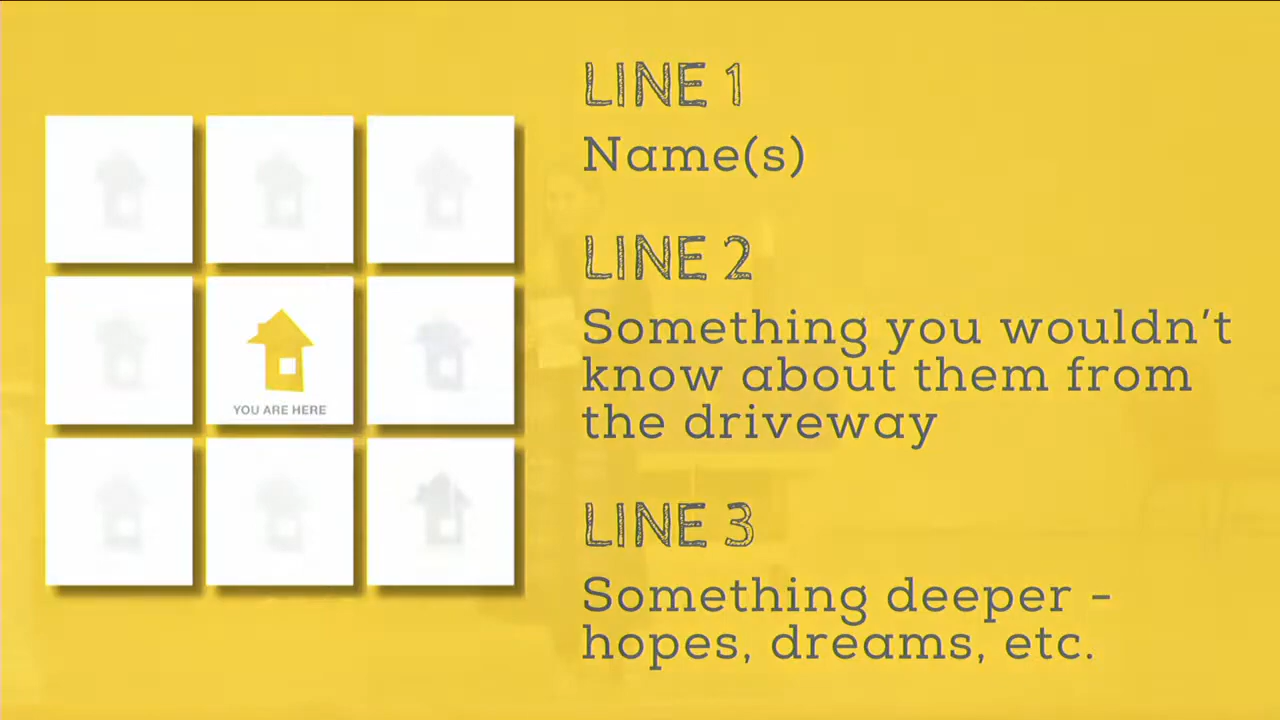 LINE 1
Name(s)
LINE 2
Something you wouldn't
know about them from
the driveway
YOU ARE HERE
LINE 3
Something deeper -
hopes, dreams, etc.